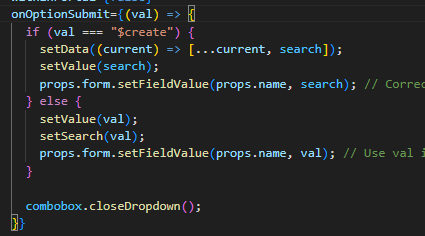 onOptionSubmit={(val) => {
if (val === "$create") {
setData((current) => [...current, search]);
setValue(search);
props.form.setFieldValue(props.name, search); // Correc
} else {
setValue(val);
setSearch(val);
props.form.setFieldValue(props.name, val); // Use val i
}
combobox.closeDropdown();
}}